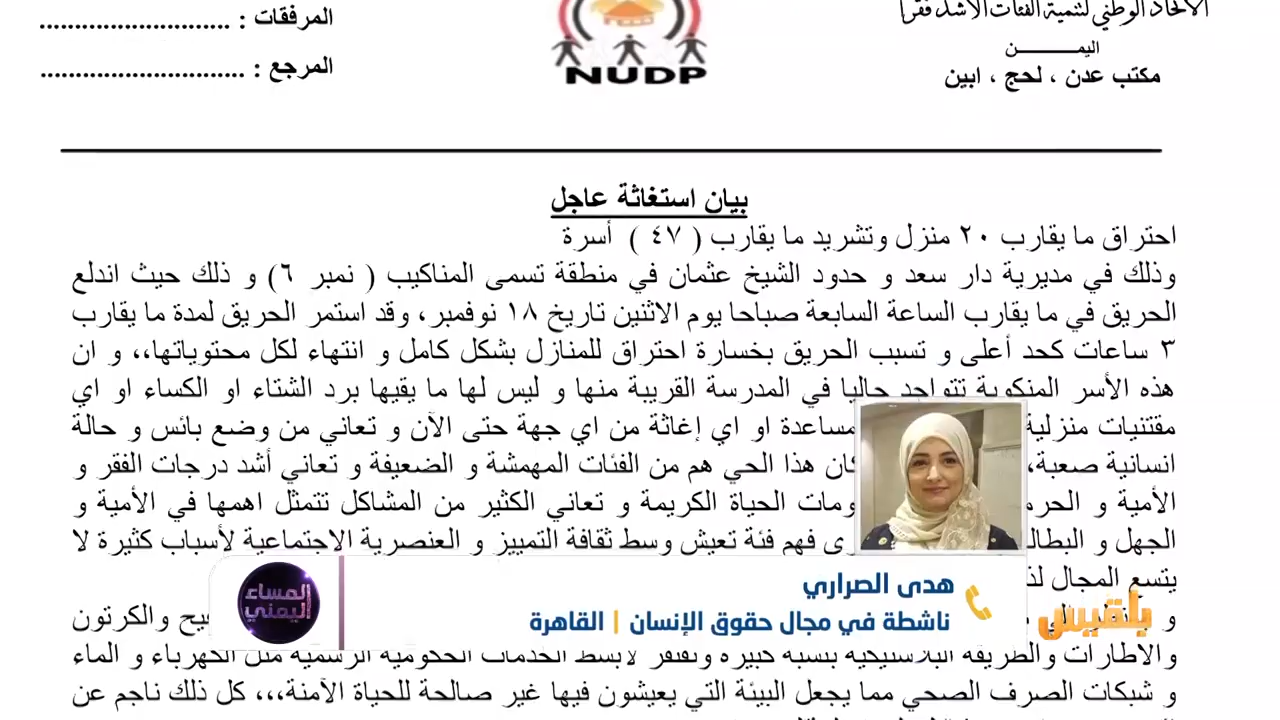 الاتحاد الوطني لتنمية الفئات الأشد فقرا
اليمـــــــن
مكتب عدن ، لحج ، ابين
NUDP
المرفقات : ...........................
المرجع : .............................
بيان استغاثة عاجل
احتراق ما يقارب ٢٠ منزل وتشريد ما يقارب ( ٤٧ ) أسرة
وذلك في مديرية دار سعد و حدود الشيخ عثمان في منطقة تسمى المناكيب ( نمبر ٦) و ذلك حيث اندلع
الحريق في ما يقارب الساعة السابعة صباحا يوم الاثنين تاريخ ١٨ نوفمبر، وقد استمر الحريق لمدة ما يقارب
٣ ساعات كحد أعلى و تسبب الحريق بخسارة احتراق للمنازل بشكل كامل و انتهاء لكل محتوياتها،، و ان
هذه الأسر المنكوبة تتواجد حاليا في المدرسة القريبة منها و ليس لها ما يقيها برد الشتاء او الكساء او اي
مقتنيات منزلية مساعدة او اي إغاثة من اي جهة حتى الآن و تعاني من وضع بائس و حالة
انسانية صعبة، كان هذا الحي هم من الفئات المهمشة و الضعيفة و تعاني أشد درجات الفقر و
الأمية و ومات الحياة الكريمة و تعاني الكثير من المشاكل تتمثل اهمها في الأمية و
الجهل و فهم فئة تعيش وسط ثقافة التمييز و العنصرية الاجتماعية لأسباب كثيرة لا
يتسع المجال
و والكرتون
والاطارات والطريقة البلاستيكية بنسبة كبيرة وتفتقر لأبسط الخدمات الحكومية الرسمية مثل الكهرباء و الماء
و شبكات الصرف الصحي مما يجعل البيئة التي يعيشون فيها غير صالحة للحياة الآمنة،،، كل ذلك ناجم عن
هدى الصراري
ناشطة في مجال حقوق الإنسان | القاهرة
المساء
اليمني
بلقيس